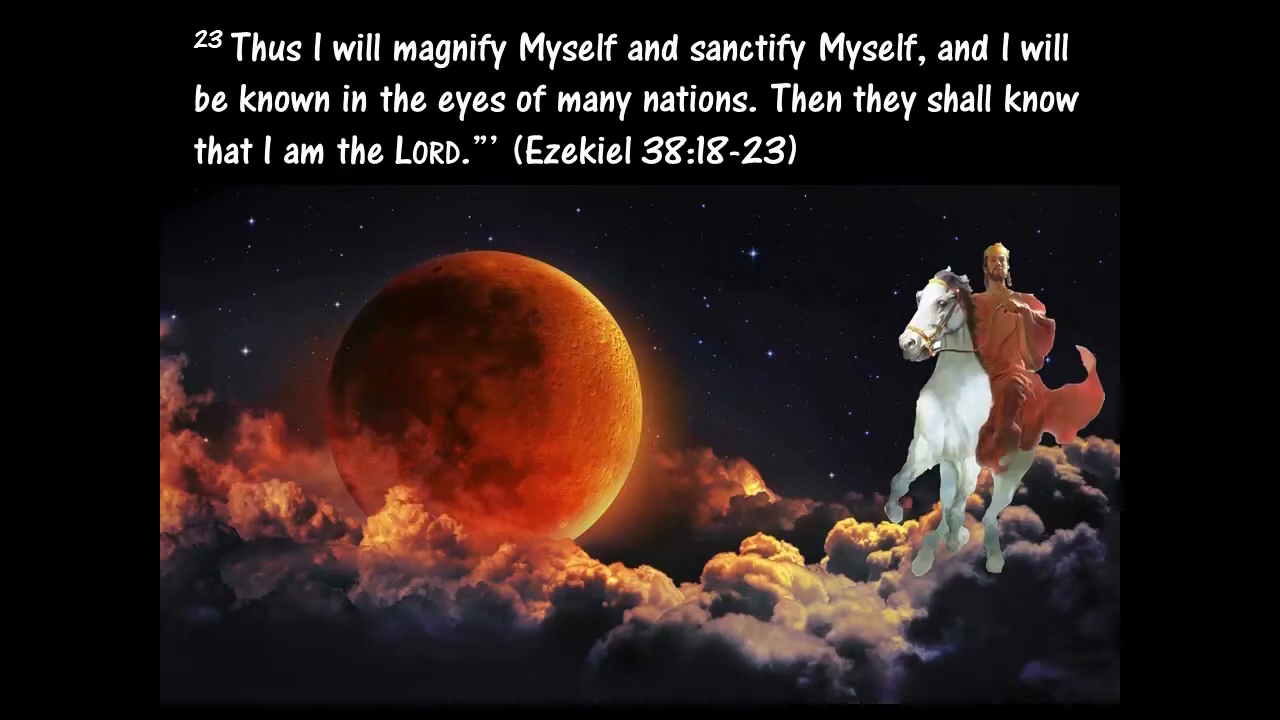 23 Thus I will magnify Myself and sanctify Myself, and I will
be known in the eyes of many nations. Then they shall know
that I am the LORD.”’ (Ezekiel 38:18-23)